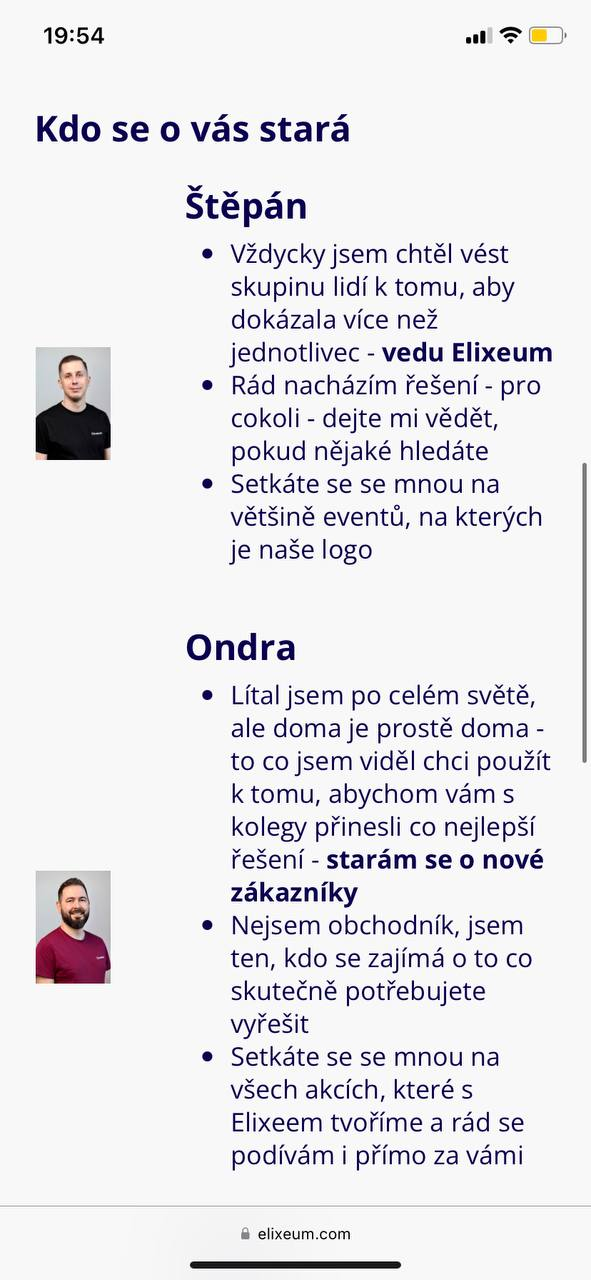 19:54
Kdo se o vás stará
Štěpán
• Vždycky jsem chtěl vést
skupinu lidí k tomu, aby
dokázala více než
jednotlivec - vedu Elixeum
• Rád nacházím řešení - pro
cokoli - dejte mi vědět,
pokud nějaké hledáte
• Setkáte se se mnou na
většině eventů, na kterých
je naše logo
Ondra
• Lítal jsem po celém světě,
ale doma je prostě doma -
to co jsem viděl chci použít
k tomu, abychom vám s
kolegy přinesli co nejlepší
řešení - starám se o nové
zákazníky
• Nejsem obchodník, jsem
ten, kdo se zajímá o to co
skutečně potřebujete
vyřešit
• Setkáte se se mnou na
všech akcích, které s
Elixeem tvoříme a rád se
podívám i přímo za vámi
elixeum.com